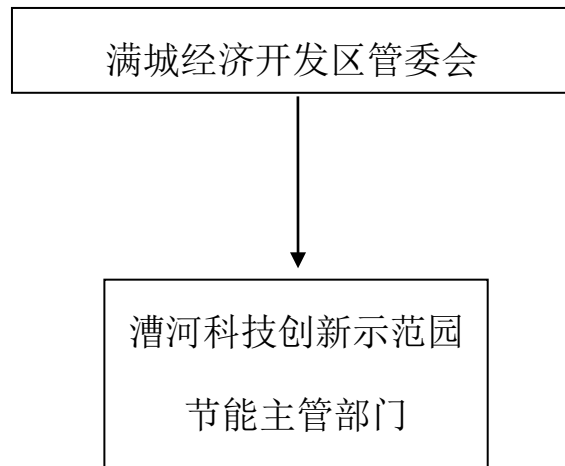 满城经济开发区管委会
漕河科技创新示范园
节能主管部门